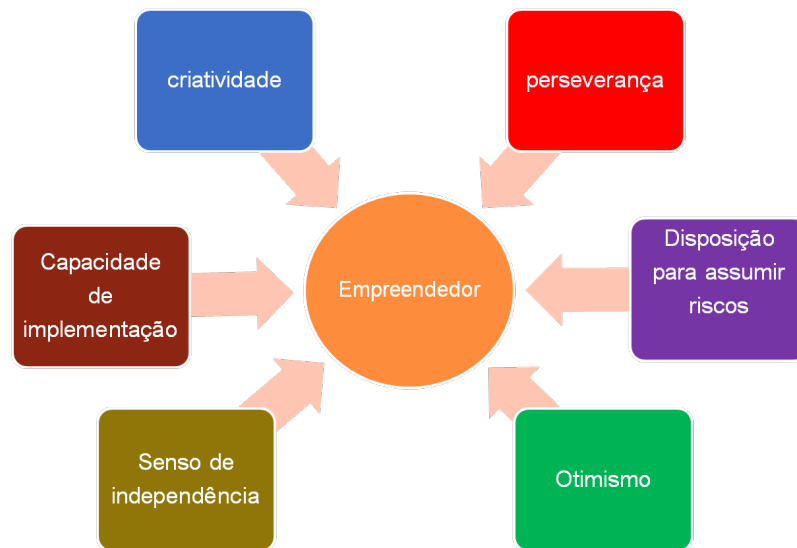 criatividade
perseverança
Capacidade
de
implementação
Empreendedor
Disposição
para assumir
riscos
Senso de
independência
Otimismo